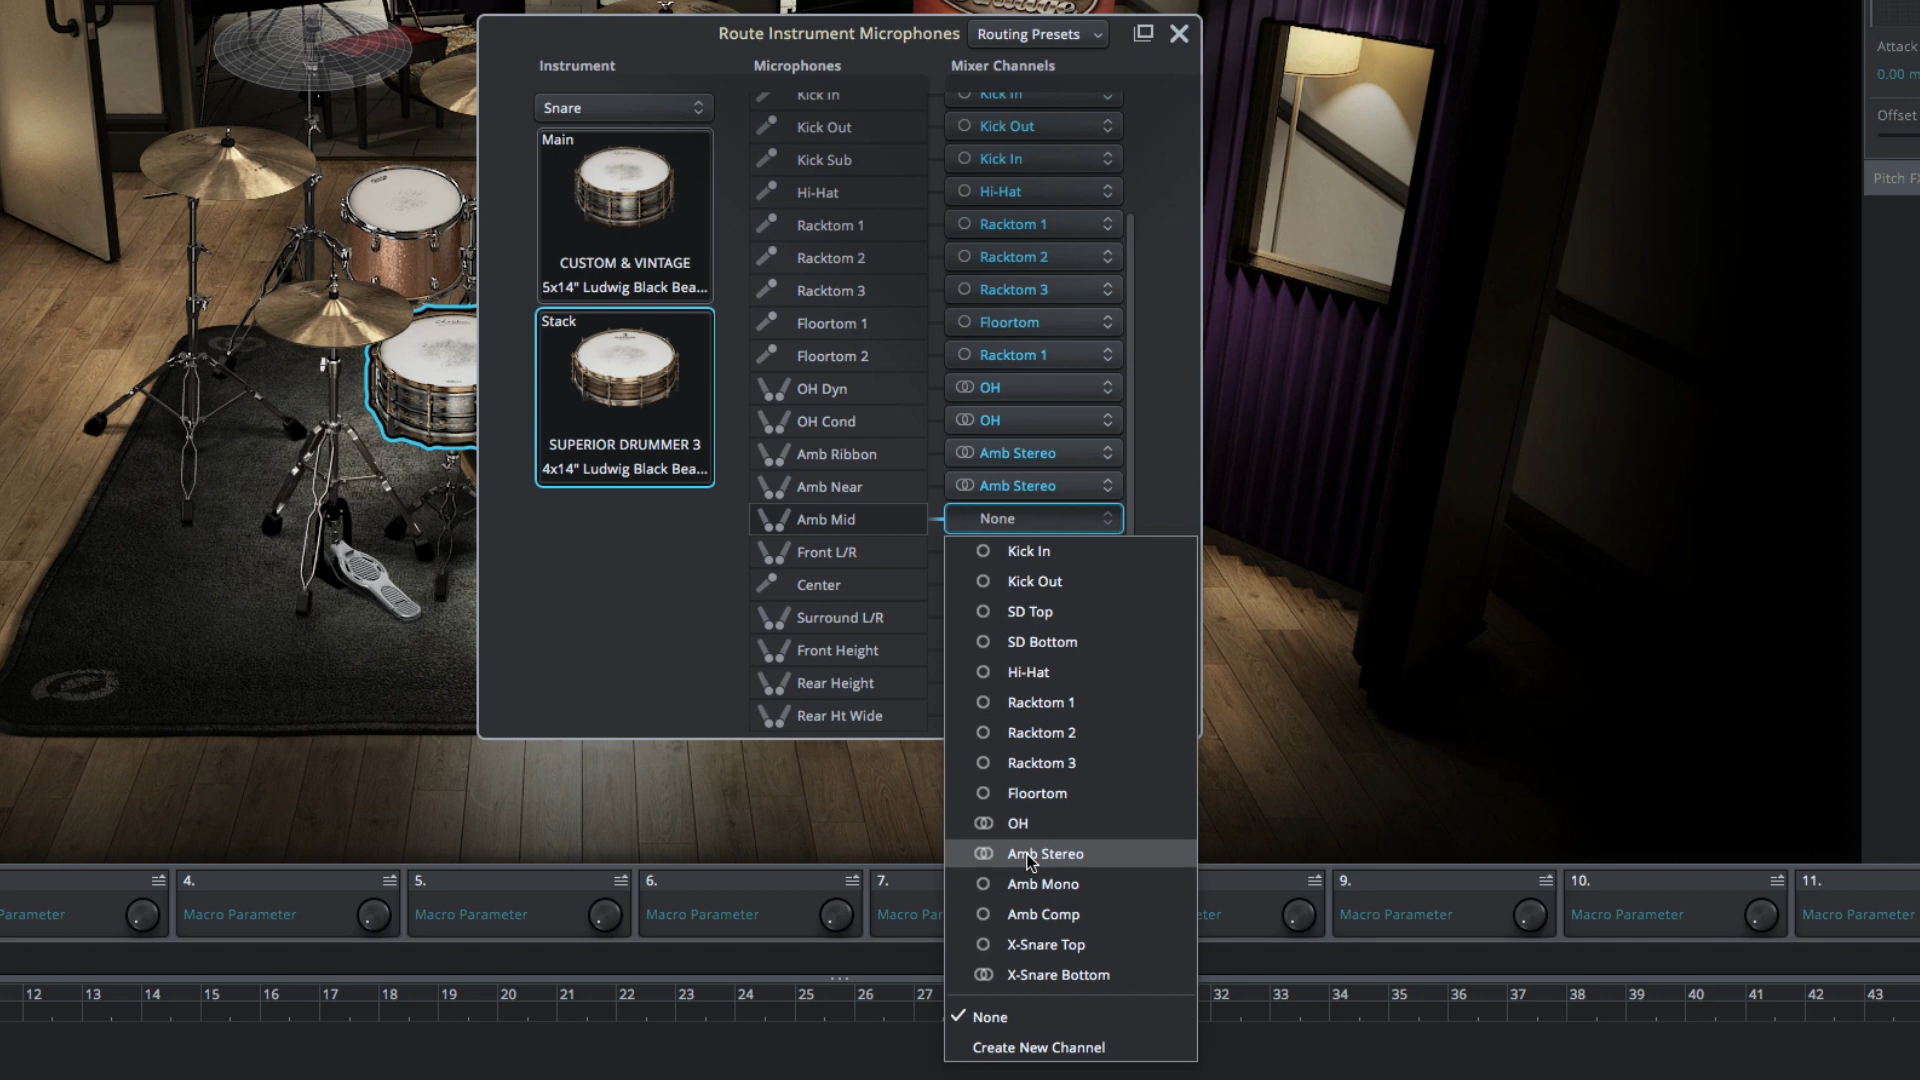 Route Instrument Microphones
Routing Presets
Instrument
Microphones
Mixer Channels
Snare
Main
CUSTOM & VINTAGE
5x14" Ludwig Black Bea...
Stack
SUPERIOR DRUMMER 3
4x14" Ludwig Black Bea...
Kick In
Kick In
Kick Out
Kick Out
Kick Sub
Kick In
Hi-Hat
Hi-Hat
Racktom 1
Racktom 1
Racktom 2
Racktom 2
Racktom 3
Racktom 3
Floortom 1
Floortom
Floortom 2
Racktom 1
OH Dyn
OH
OH Cond
OH
Amb Ribbon
Amb Stereo
Amb Near
Amb Stereo
Amb Mid
None
Front L/R
Center
Surround L/R
Front Height
Rear Height
Rear Ht Wide
Kick In
Kick Out
SD Top
SD Bottom
Hi-Hat
Racktom 1
Racktom 2
Racktom 3
Floortom
OH
Amb Stereo
Amb Mono
Amb Comp
X-Snare Top
X-Snare Bottom
None
Create New Channel
Attack
0.00 m
Offset
Pitch F
4.
5.
6.
7.
9.
10.
11.
Parameter
Macro Parameter
Macro Parameter
Macro Parameter
Macro Par
eter
Macro Parameter
Macro Parameter
Macro Parameter
12 13 14 15 16 17 18 19 20 21 22 23 24 25 26 27 32 33 34 35 36 37 38 39 40 41 42 43